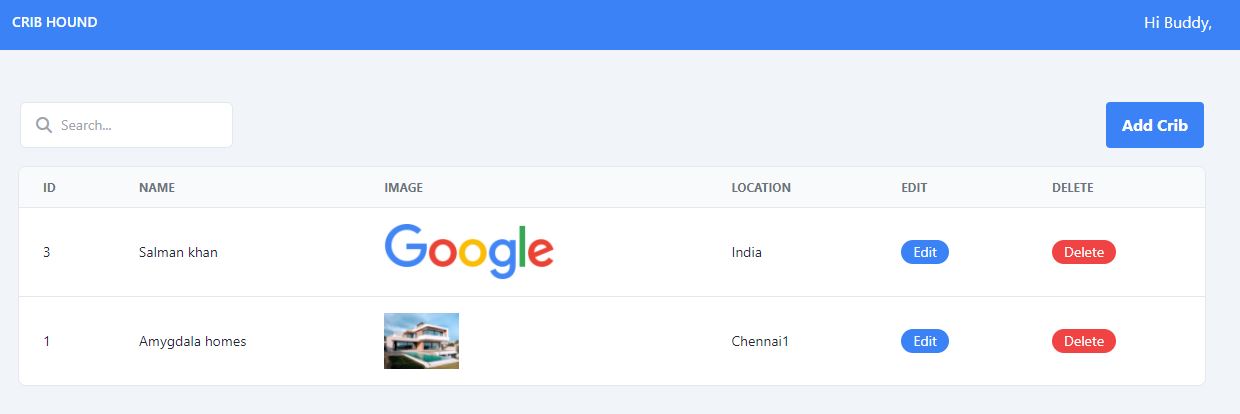 CRIB HOUND Hi Buddy,
Search...
Add Crib
ID NAME IMAGE LOCATION EDIT DELETE
3 Salman khan Google India Edit Delete
1 Amygdala homes Chennai1 Edit Delete